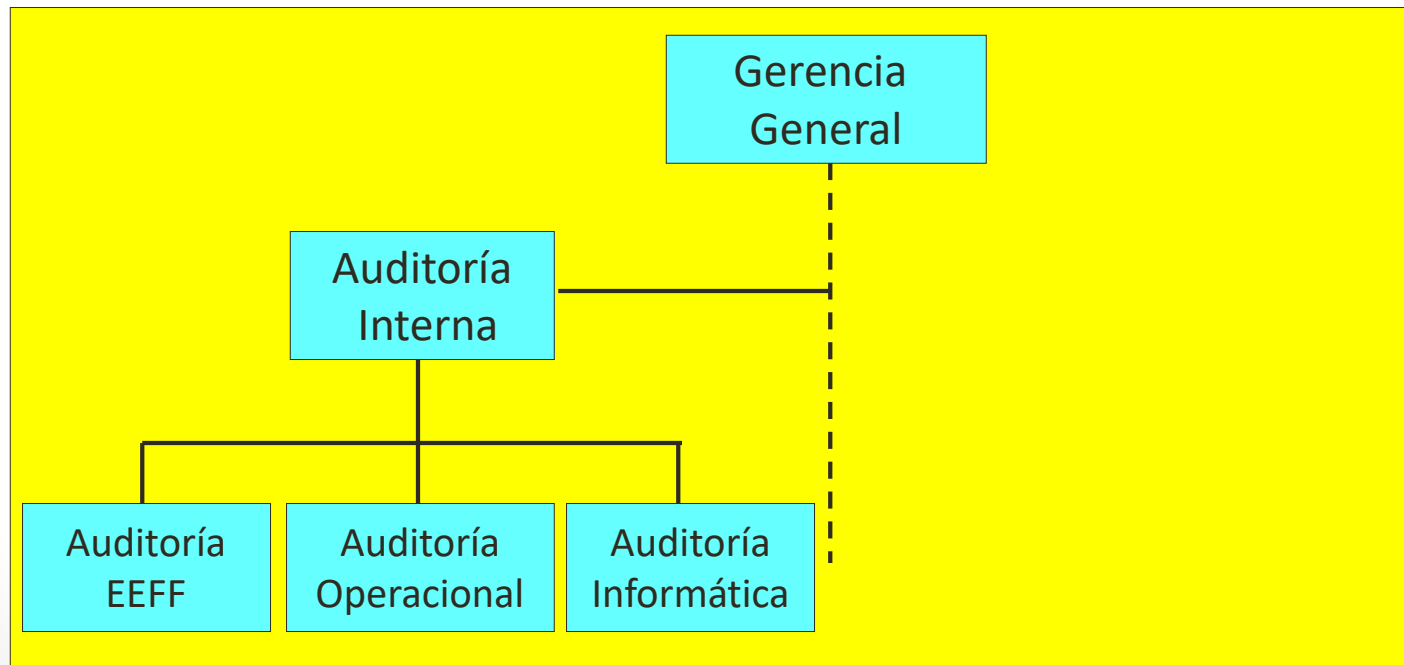 Gerencia
General
Auditoría
Interna
Auditoría
EEFF
Auditoría
Operacional
Auditoría
Informática